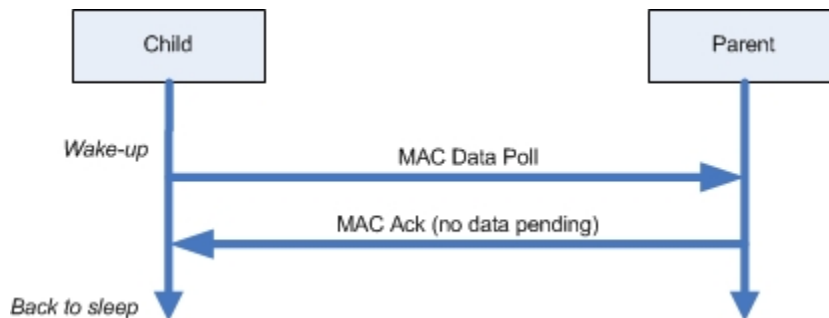 Child
Parent
Wake-up
MAC Data Poll
MAC Ack (no data pending)
Back to sleep